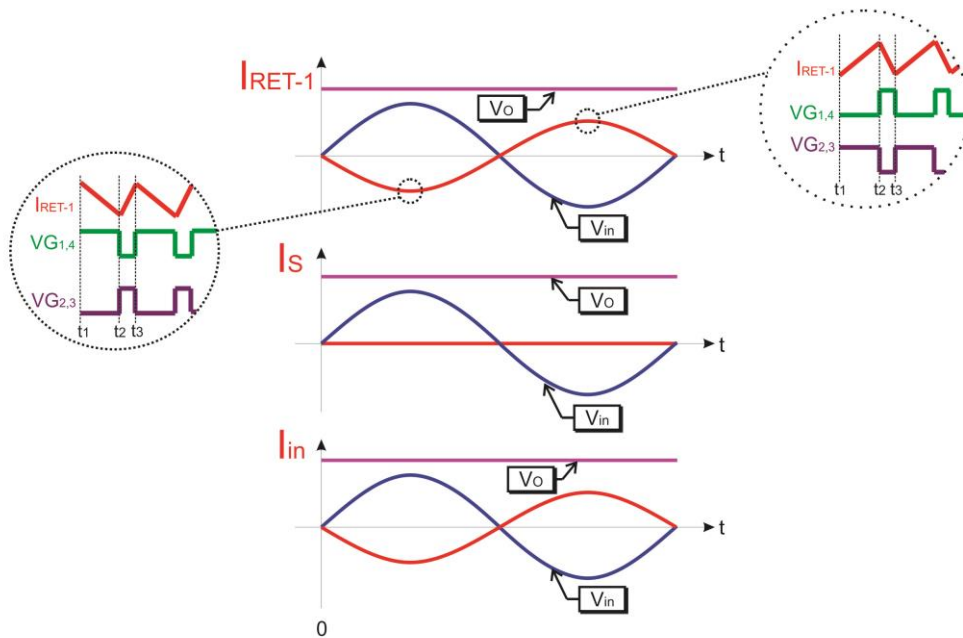 IRET-1
VO
t
Vin
IRET-1
VG1,4
VG2,3
t1 t2 t3
IRET-1
VG1,4
VG2,3
t1 t2 t3
IS
VO
t
Vin
Iin
VO
t
Vin
0